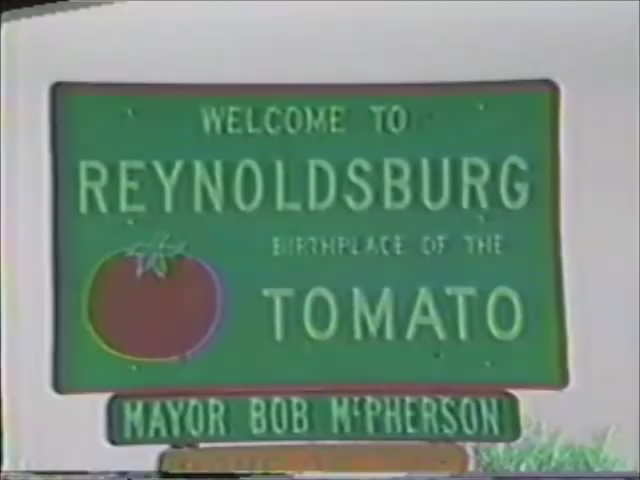 WELCOME TO
REYNOLDSBURG
BIRTHPLACE OF THE
TOMATO
MAYOR BOB McPHERSON